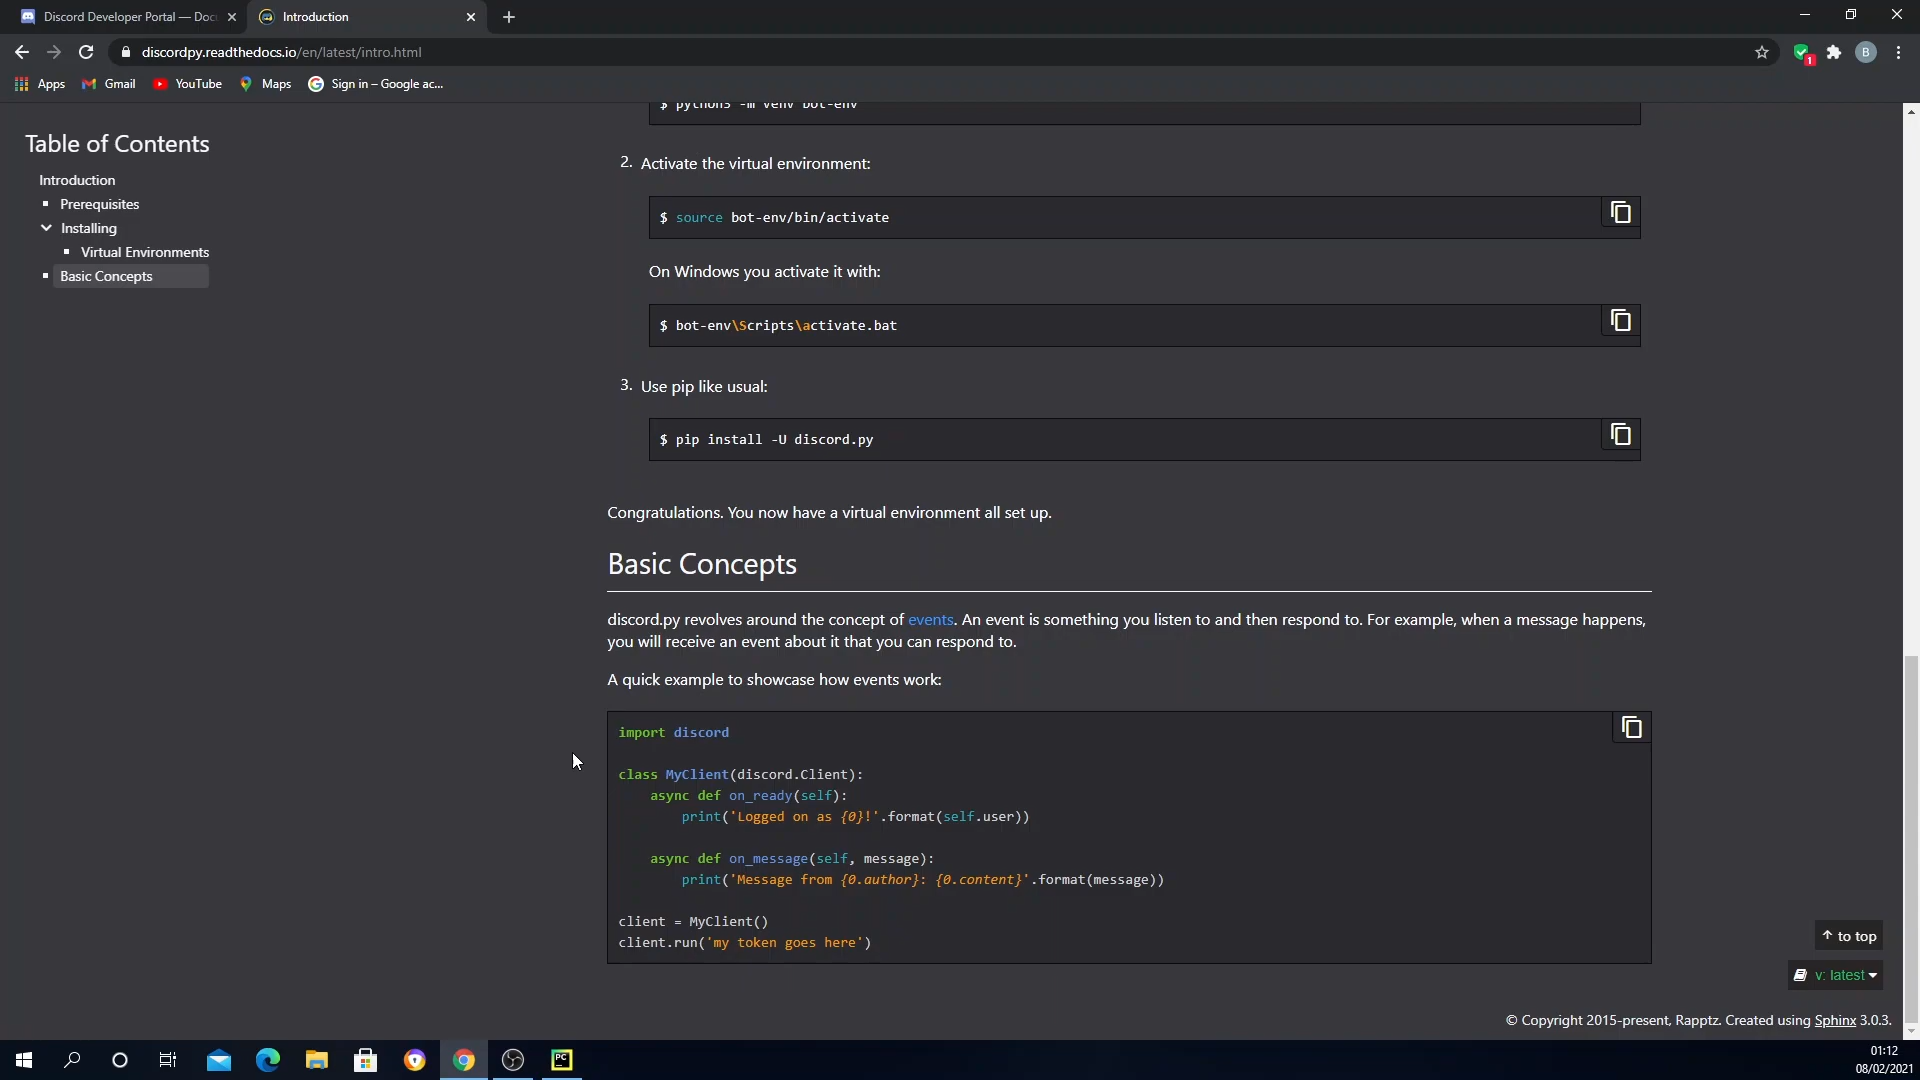 Discord Developer Portal — Doc
Introduction
discordpy.readthedocs.io/en/latest/intro.html
1
B
Apps
Gmail
YouTube
Maps
Sign in – Google ac...
Table of Contents
Introduction
Prerequisites
Installing
Virtual Environments
Basic Concepts
$ python3 -m venv bot-env
2. Activate the virtual environment:
$ source bot-env/bin/activate
On Windows you activate it with:
$ bot-env\Scripts\activate.bat
3. Use pip like usual:
$ pip install -U discord.py
Congratulations. You now have a virtual environment all set up.
Basic Concepts
discord.py revolves around the concept of events. An event is something you listen to and then respond to. For example, when a message happens,
you will receive an event about it that you can respond to.
A quick example to showcase how events work:
import discord
class MyClient(discord.Client):
    async def on_ready(self):
        print('Logged on as {0}!'.format(self.user))
    async def on_message(self, message):
        print('Message from {0.author}: {0.content}'.format(message))
client = MyClient()
client.run('my token goes here')
↑ to top
v: latest
© Copyright 2015-present, Rapptz. Created using Sphinx 3.0.3.
PC
01:12
08/02/2021